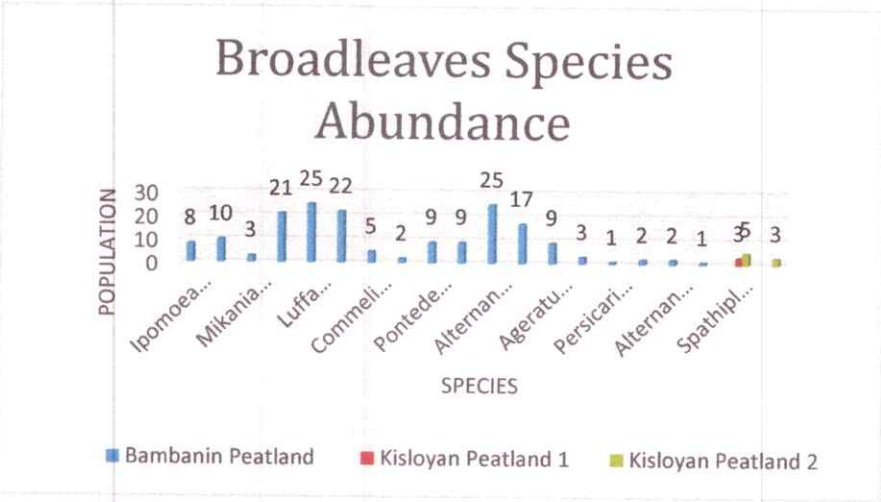 Broadleaves Species
Abundance
POPULATION
30
20
10
0
8 10 3 21 25 22 5 2 9 9 25 17 9 3 1 2 2 1 3 5 3
Ipomoea... Mikania... Luffa... Commeli... Pontede... Alternan... Ageratu... Persicari... Alternan... Spathipl...
SPECIES
Bambanin Peatland Kisloyan Peatland 1 Kisloyan Peatland 2